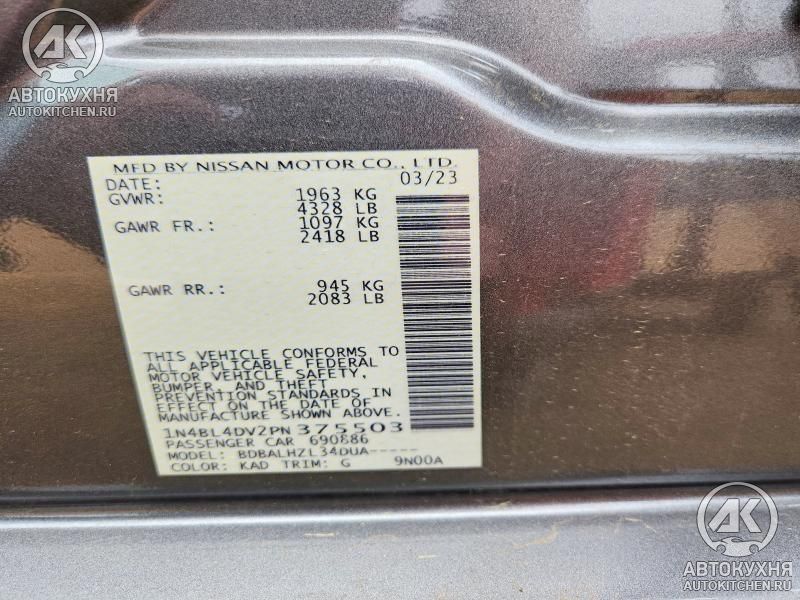 AK
АВТОКУХНЯ
AUTOKITCHEN.RU
MFD BY NISSAN MOTOR CO., LTD.
DATE: 03/23
GVWR: 1963 KG
4328 LB
GAWR FR.: 1097 KG
2418 LB
GAWR RR.: 945 KG
2083 LB
THIS VEHICLE CONFORMS TO
ALL APPLICABLE FEDERAL
MOTOR VEHICLE SAFETY,
BUMPER, AND THEFT
PREVENTION STANDARDS IN
EFFECT ON THE DATE OF
MANUFACTURE SHOWN ABOVE.
1N4BL4DV2PN375503
PASSENGER CAR 690886
MODEL: BDBALHZL34DUA-----
COLOR: KAD TRIM: G 9N00A
AK
АВТОКУХНЯ
AUTOKITCHEN.RU